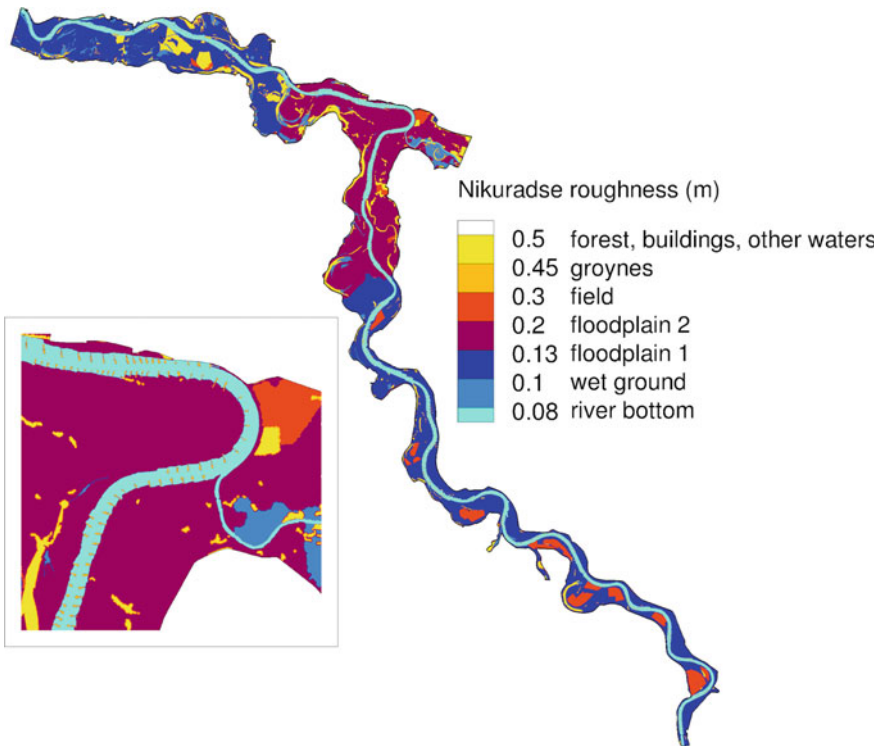 Nikuradse roughness (m)
0.5 forest, buildings, other waters
0.45 groynes
0.3 field
0.2 floodplain 2
0.13 floodplain 1
0.1 wet ground
0.08 river bottom